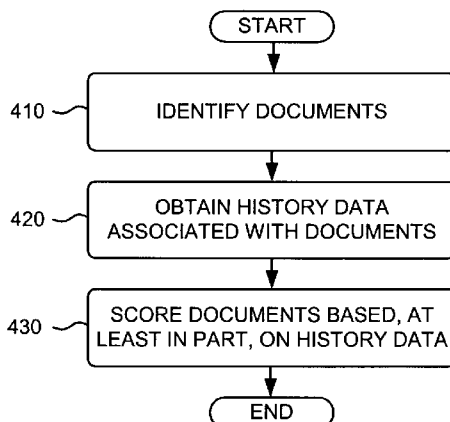 START
410
IDENTIFY DOCUMENTS
420
OBTAIN HISTORY DATA
ASSOCIATED WITH DOCUMENTS
430
SCORE DOCUMENTS BASED, AT
LEAST IN PART, ON HISTORY DATA
END